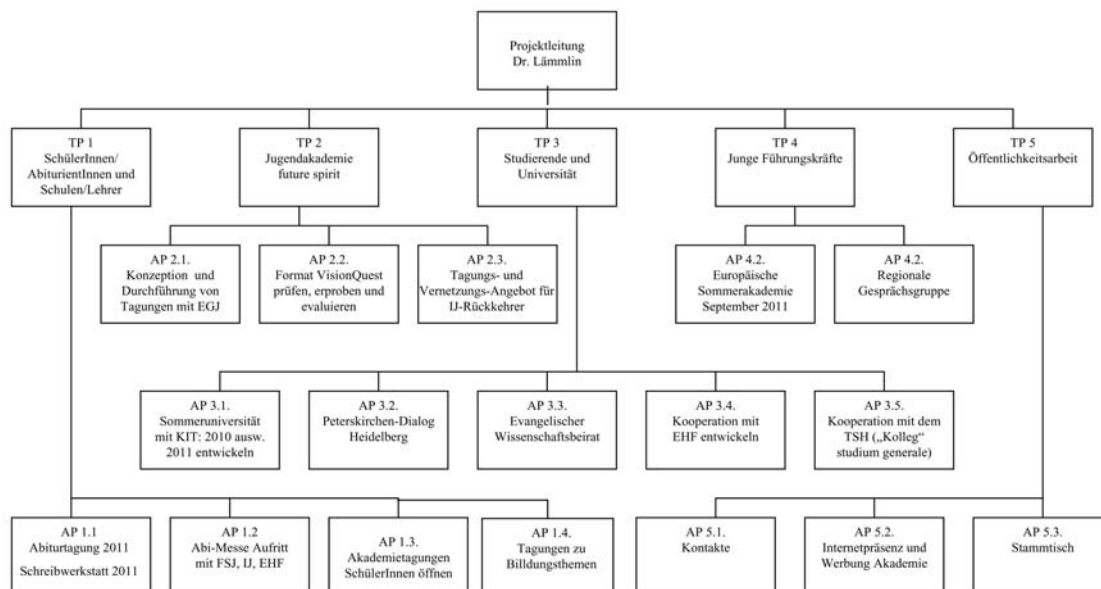 Projektleitung
Dr. Lämmlin
TP 1
SchülerInnen/
AbiturientInnen und
Schulen/Lehrer
TP 2
Jugendakademie
future spirit
TP 3
Studierende und
Universität
TP 4
Junge Führungskräfte
TP 5
Öffentlichkeitsarbeit
AP 2.1.
Konzeption und
Durchführung von
Tagungen mit EGJ
AP 2.2.
Format VisionQuest
prüfen, erproben und
evaluieren
AP 2.3.
Tagungs- und
Vernetzungs-Angebot für
IJ-Rückkehrer
AP 4.2.
Europäische
Sommerakademie
September 2011
AP 4.2.
Regionale
Gesprächsgruppe
AP 3.1.
Sommeruniversität
mit KIT: 2010 ausw.
2011 entwickeln
AP 3.2.
Peterskirchen-Dialog
Heidelberg
AP 3.3.
Evangelischer
Wissenschaftsbeirat
AP 3.4.
Kooperation mit
EHF entwickeln
AP 3.5.
Kooperation mit dem
TSH („Kolleg“
studium generale)
AP 1.1
Abiturtagung 2011
Schreibwerkstatt 2011
AP 1.2
Abi-Messe Aufritt
mit FSJ, IJ, EHF
AP 1.3.
Akademietagungen
SchülerInnen öffnen
AP 1.4.
Tagungen zu
Billdungsthemen
AP 5.1.
Kontakte
AP 5.2.
Internetpräsenz und
Werbung Akademie
AP 5.3.
Stammtisch